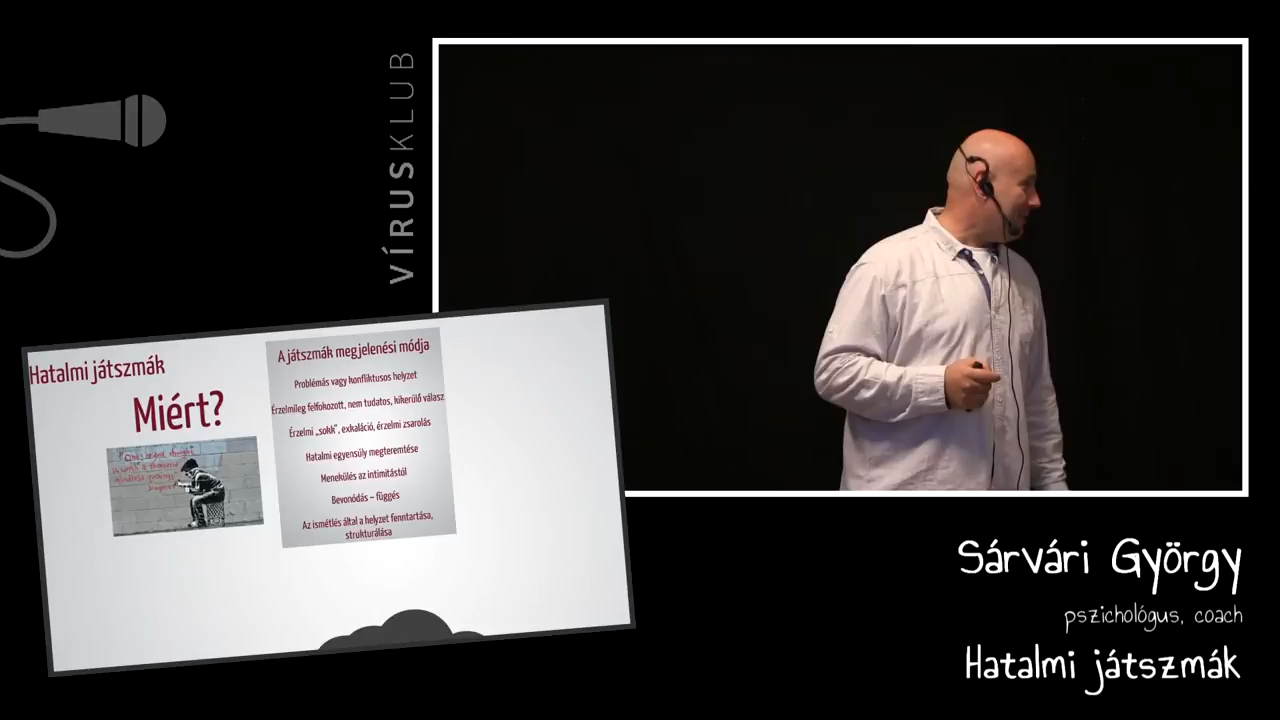 VÍRUSKLUB
Hatalmi játszmák
Miért?
A játszmák megjelenési módja
Problémás vagy konfliktusos helyzet
Érzelmileg felfokozott, nem tudatos, kikerülő válasz
Érzelmi „sokk”, exkaláció, érzelmi zsarolás
Hatalmi egyensúly megteremtése
Menekülés az intimitástól
Bevonódás – függés
Az ismétlés által a helyzet fenntartása,
strukturálása
Sárvári György
pszichológus, coach
Hatalmi játszmák